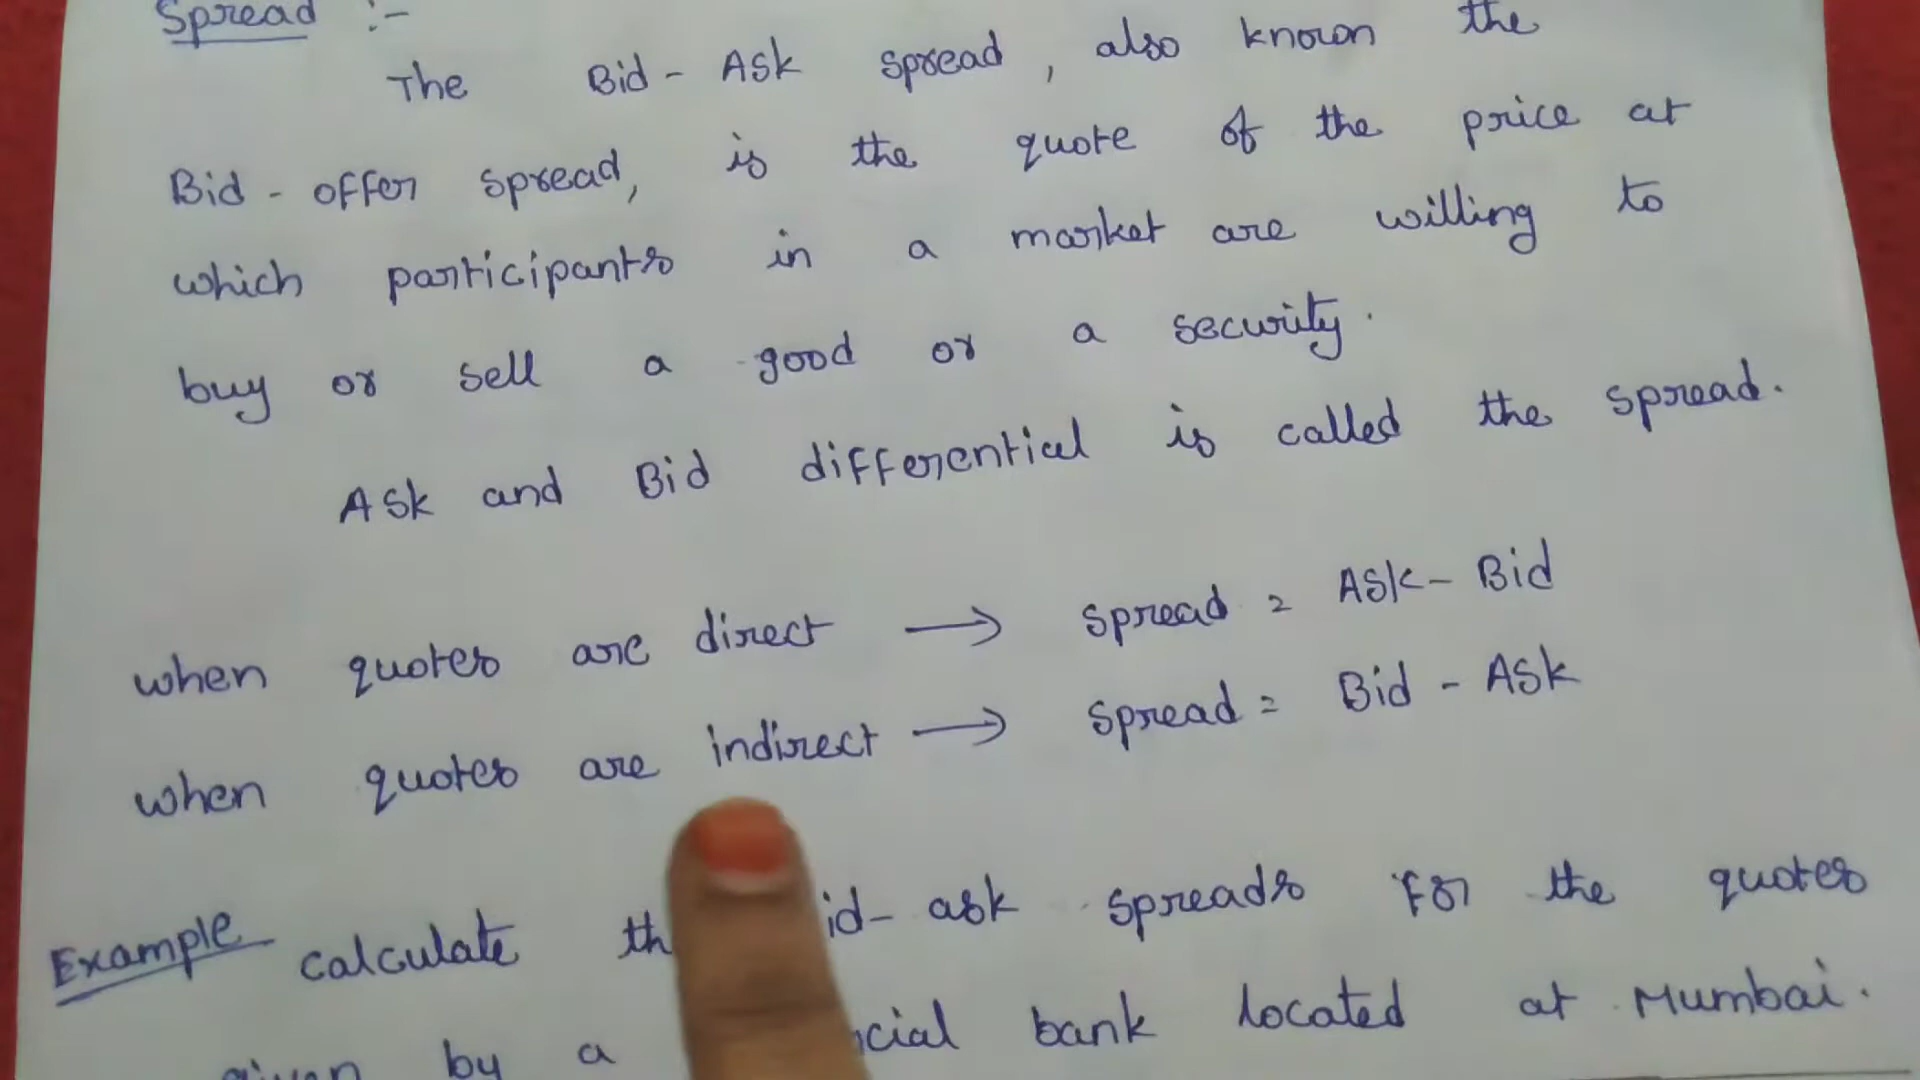 Spread :-
The Bid - Ask spread, also known the
Bid - offer spread, is the quote of the price at
which participants in a market are willing to
buy or sell a good or a security.
Ask and Bid differential is called the spread.
when quotes are direct → spread = Ask - Bid
when quotes are indirect → spread = Bid - Ask
Example calculate th id - ask spreads for the quotes
given by a cial bank located at Mumbai.